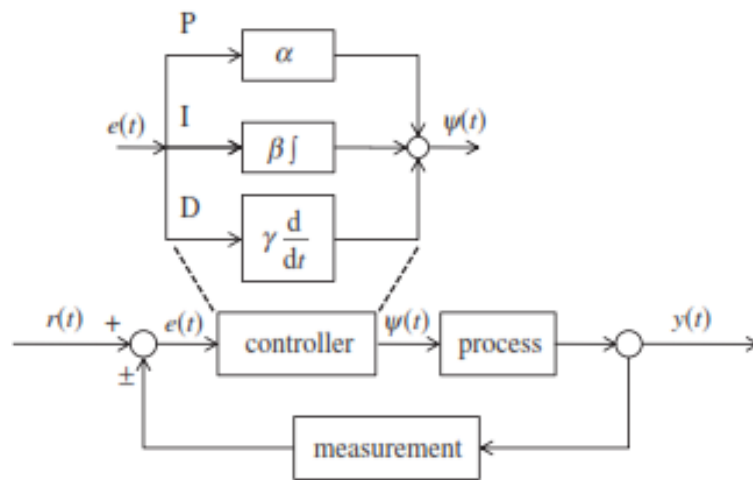 P
α
e(t) I ψ(t)
β ∫
D
γ d/dt
r(t) + e(t) controller ψ(t) process y(t)
±
measurement